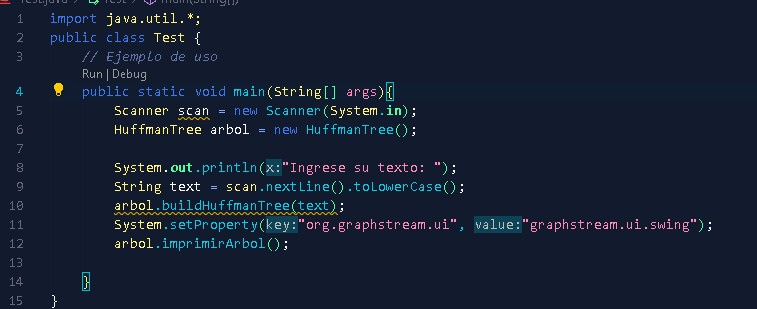 Test.java > Test > main(String[])
1 import java.util.*;
2 public class Test {
3 // Ejemplo de uso
Run | Debug
4 public static void main(String[] args){
5 Scanner scan = new Scanner(System.in);
6 HuffmanTree arbol = new HuffmanTree();
7
8 System.out.println(x:"Ingrese su texto: ");
9 String text = scan.nextLine().toLowerCase();
10 arbol.buildHuffmanTree(text);
11 System.setProperty(key:"org.graphstream.ui", value:"graphstream.ui.swing");
12 arbol.imprimirArbol();
13
14 }
15 }